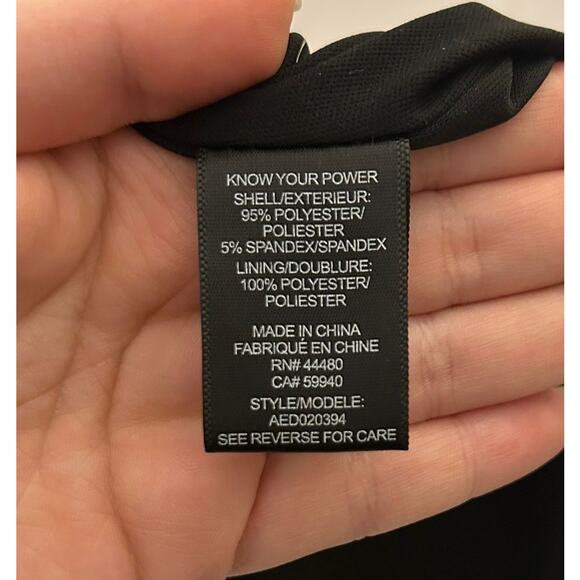 KNOW YOUR POWER
SHELL/EXTERIEUR:
95% POLYESTER/
POLIESTER
5% SPANDEX/SPANDEX
LINING/DOUBLURE:
100% POLYESTER/
POLIESTER
MADE IN CHINA
FABRIQUÉ EN CHINE
RN# 44480
CA# 59940
STYLE/MODELE:
AED020394
SEE REVERSE FOR CARE